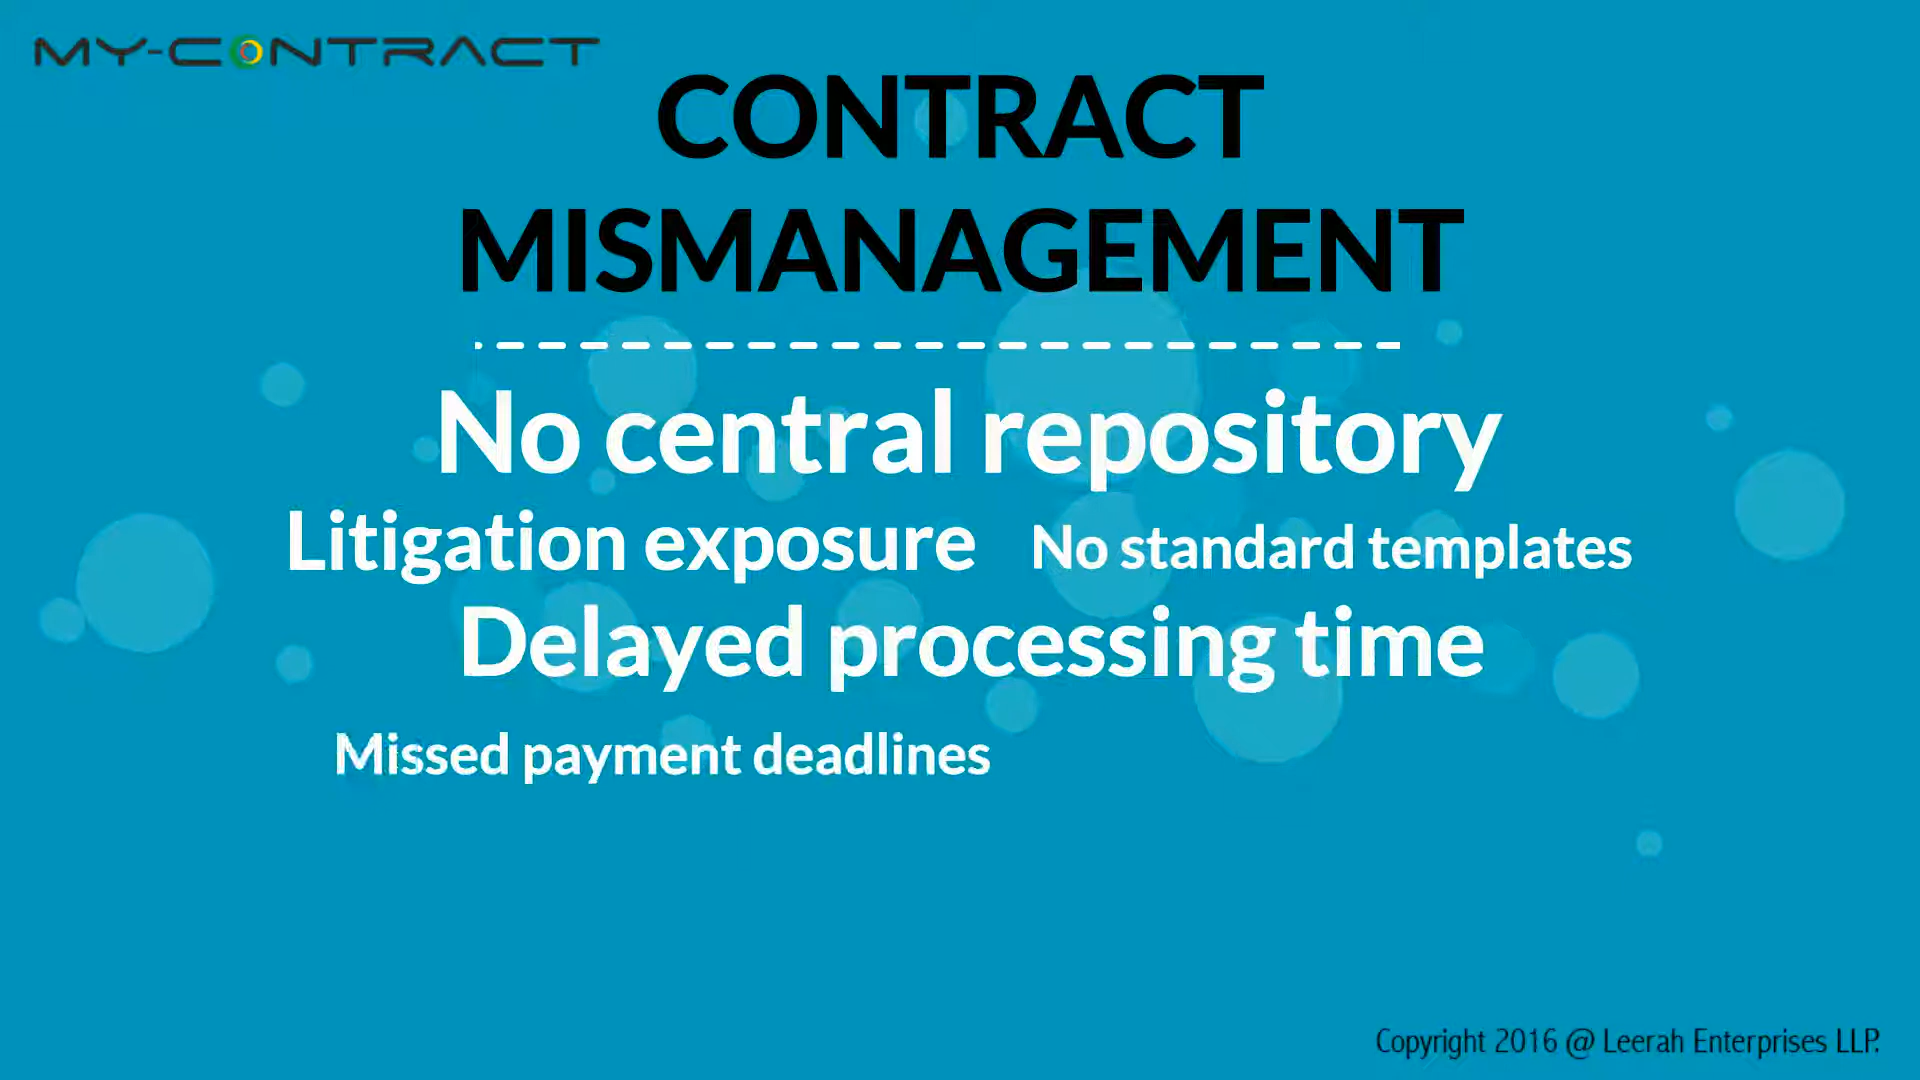 MY-CONTRACT
CONTRACT
MISMANAGEMENT
No central repository
Litigation exposure No standard templates
Delayed processing time
Missed payment deadlines
Copyright 2016 @ Leerah Enterprises LLP.